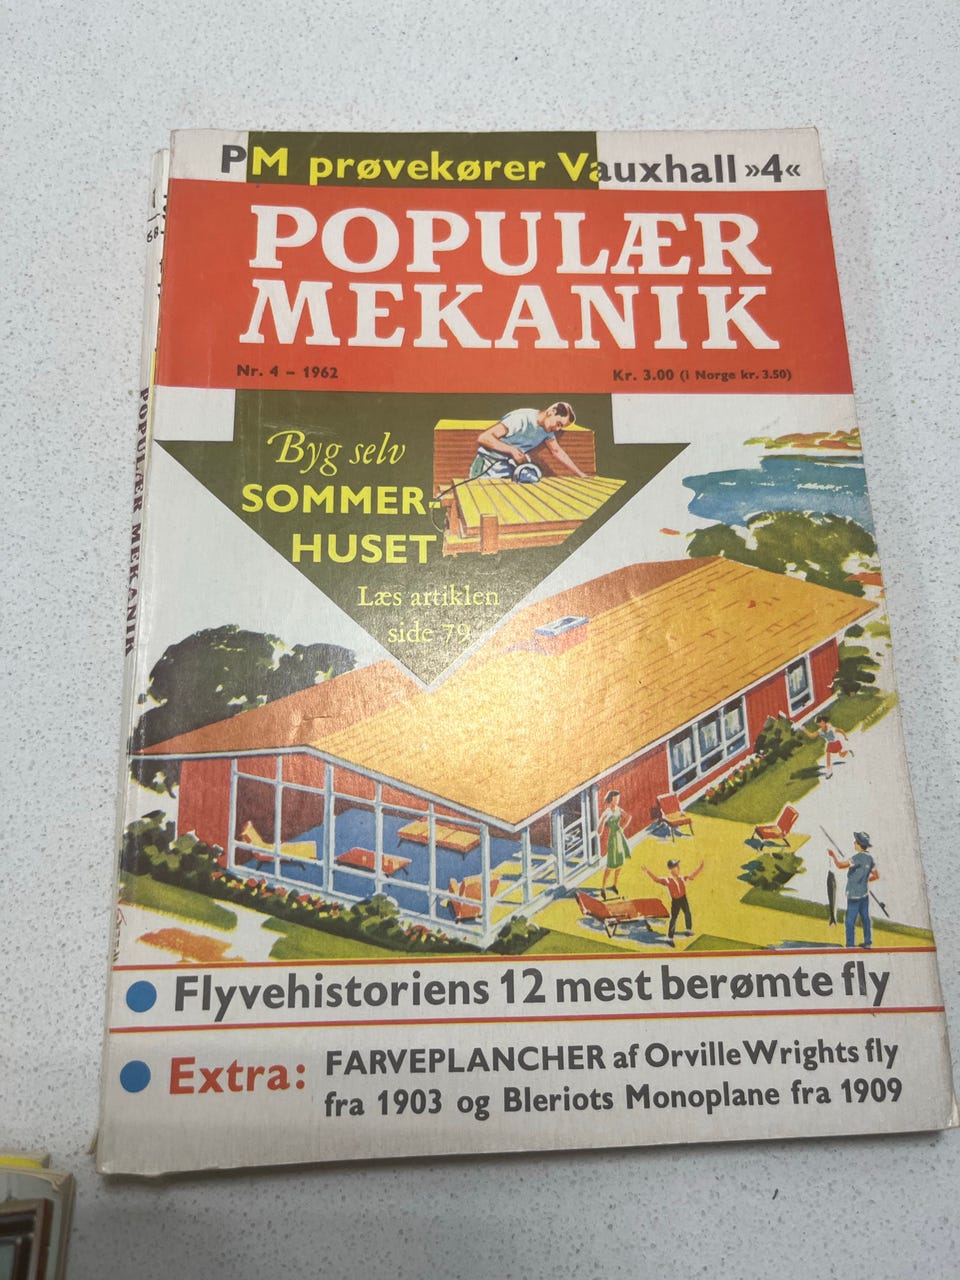 PM prøvekører Vauxhall »4«
POPULÆR
MEKANIK
Nr. 4 – 1962
Kr. 3.00 (i Norge kr. 3.50)
Byg selv
SOMMER-
HUSET
Læs artiklen
side 79
Flyvehistoriens 12 mest berømte fly
Extra: FARVEPLANCHER af Orville Wrights fly
fra 1903 og Bleriots Monoplane fra 1909
POPULÆR MEKANIK